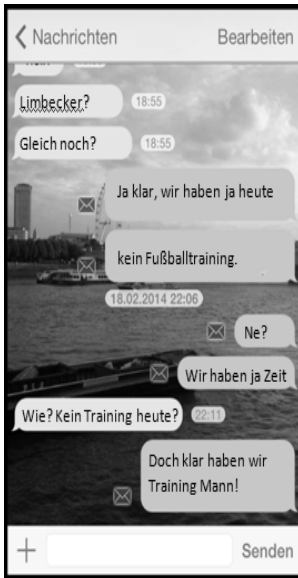 Nachrichten Bearbeiten
Limbecker? 18:55
Gleich noch? 18:55
Ja klar, wir haben ja heute
kein Fußballtraining.
18.02.2014 22:06
Ne?
Wir haben ja Zeit
Wie? Kein Training heute? 22:11
Doch klar haben wir
Training Mann!
Senden